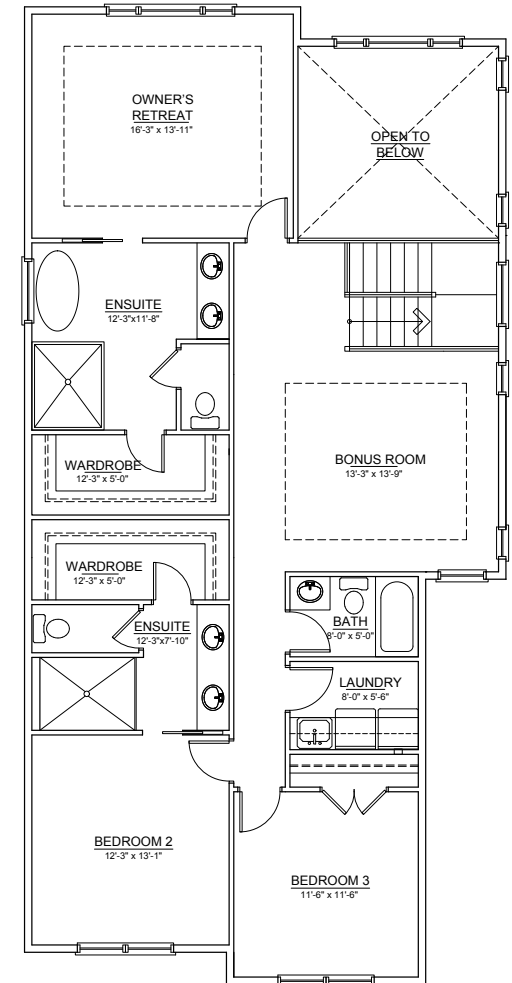 OWNER'S
RETREAT
16'-3" x 13'-11"
OPEN TO
BELOW
ENSUITE
12'-3"x11'-8"
WARDROBE
12'-3" x 5'-0"
BONUS ROOM
13'-3" x 13'-9"
WARDROBE
12'-3" x 5'-0"
ENSUITE
12'-3"x7'-10"
BATH
8'-0" x 5'-0"
LAUNDRY
8'-0" x 5'-6"
BEDROOM 2
12'-3" x 13'-1"
BEDROOM 3
11'-6" x 11'-6"